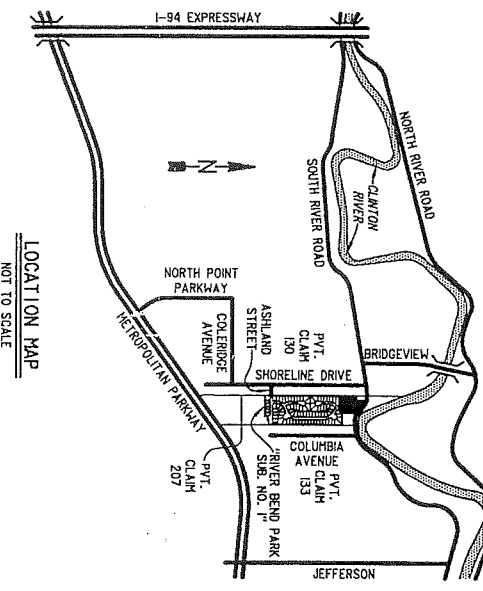 I-94 EXPRESSWAY
NORTH RIVER ROAD
CLINTON
RIVER
SOUTH RIVER ROAD
N
NORTH POINT
PARKWAY
COLERIDGE
AVENUE
ASHLAND
STREET
PVT.
CLAIM
130
BRIDGEVIEW
SHORELINE DRIVE
METROPOLITAN PARKWAY
COLUMBIA
AVENUE
PVT.
CLAIM
133
"RIVER BEND PARK
SUB. NO. 1"
PVT.
CLAIM
207
JEFFERSON
LOCATION MAP
NOT TO SCALE